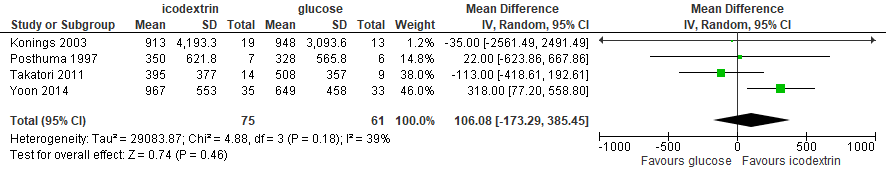 icodextrin glucose Mean Difference Mean Difference
Study or Subgroup Mean SD Total Mean SD Total Weight IV, Random, 95% CI IV, Random, 95% CI
Konings 2003 913 4,193.3 19 948 3,093.6 13 1.2% -35.00 [-2561.49, 2491.49]
Posthuma 1997 350 621.8 7 328 565.8 6 14.9% 22.00 [-623.86, 667.86]
Takatori 2011 395 377 14 508 357 9 38.0% -113.00 [-418.61, 192.61]
Yoon 2014 967 553 35 649 458 33 46.0% 318.00 [77.20, 558.80]
Total (95% CI) 75 61 100.0% 106.08 [-173.29, 385.45]
Heterogeneity: Tau² = 29083.87; Chi² = 4.88, df = 3 (P = 0.18); I² = 39%
Test for overall effect: Z = 0.74 (P = 0.46)
-1000 -500 0 500 1000
Favours glucose Favours icodextrin